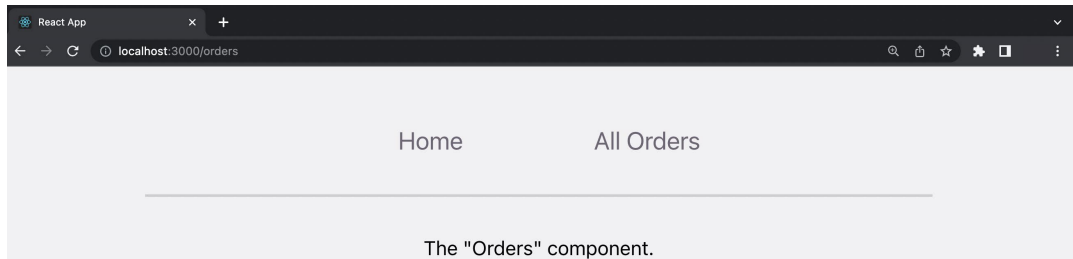 React App
localhost:3000/orders
Home All Orders
The "Orders" component.